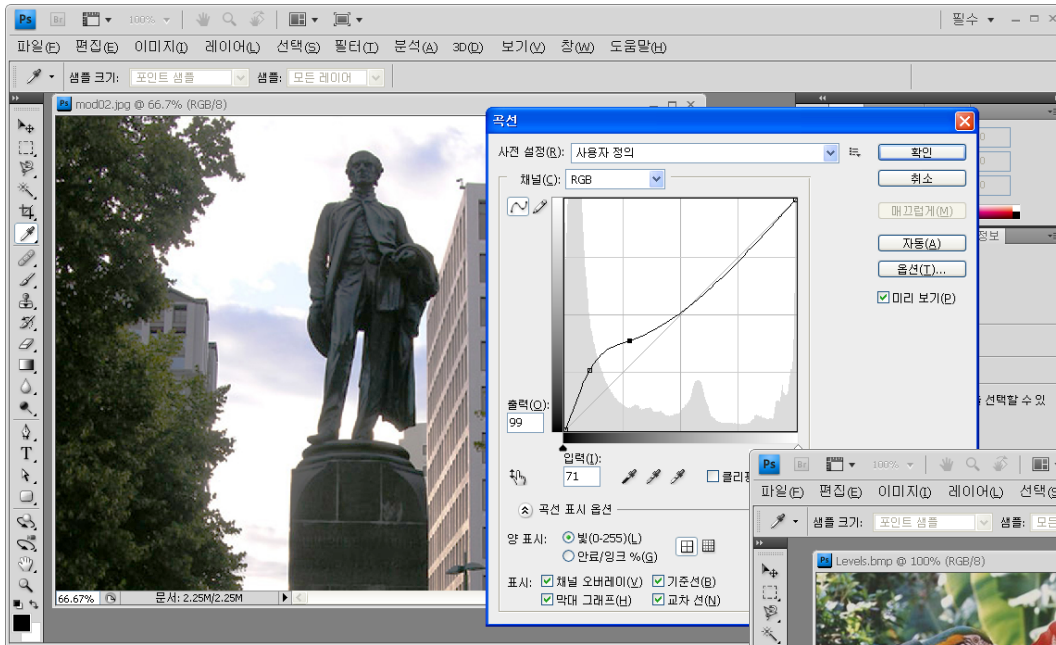 Ps Br 100% 필수
파일(F) 편집(E) 이미지(I) 레이어(L) 선택(S) 필터(T) 분석(A) 3D(D) 보기(V) 창(W) 도움말(H)
샘플 크기: 포인트 샘플 샘플: 모든 레이어
Ps mod02.jpg @ 66.7% (RGB/8)
곡선
사전 설정(R): 사용자 정의
확인
채널(C): RGB
취소
매끄럽게(M)
정보
자동(A)
옵션(T)...
미리 보기(P)
선택할 수 있
출력(O):
99
입력(I):
71
곡선 표시 옵션
양 표시: 빛(0-255)(L)
안료/잉크 %(G)
표시: 채널 오버레이(V) 기준선(B)
막대 그래프(H) 교차 선(N)
66.67% 문서: 2.25M/2.25M
Ps Br 100%
파일(F) 편집(E) 이미지(I) 레이어(L)
샘플 크기: 포인트 샘플 샘플:
Ps Levels.bmp @ 100% (RGB/8)